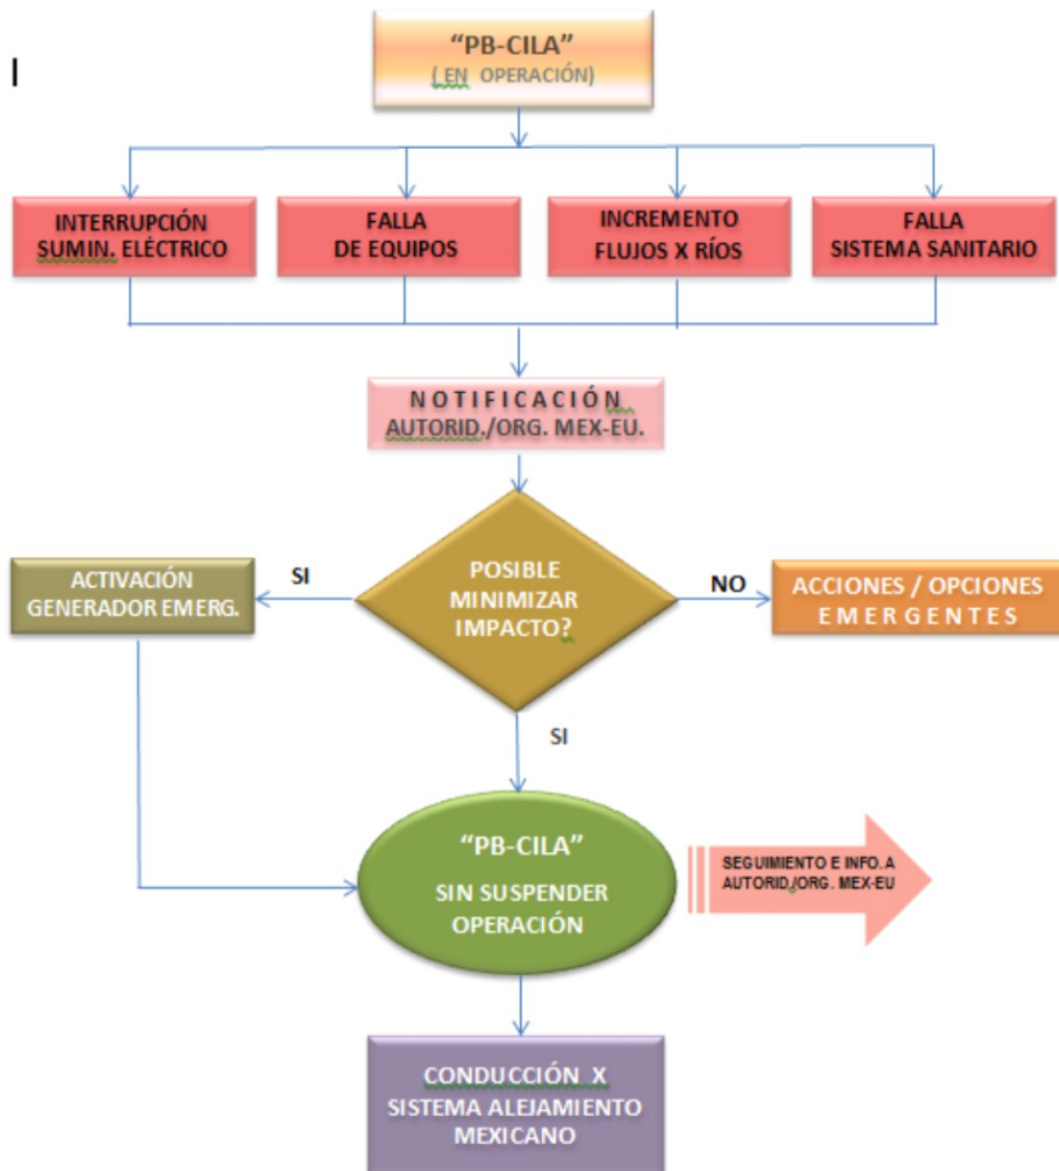 “PB-CILA”
( EN OPERACIÓN)
INTERRUPCIÓN
SUMIN. ELÉCTRICO
FALLA
DE EQUIPOS
INCREMENTO
FLUJOS X RÍOS
FALLA
SISTEMA SANITARIO
NOTIFICACIÓN
AUTORID./ORG. MEX-EU.
POSIBLE
MINIMIZAR
IMPACTO?
SI
ACTIVACIÓN
GENERADOR EMERG.
NO
ACCIONES / OPCIONES
EMERGENTES
SI
“PB-CILA”
SIN SUSPENDER
OPERACIÓN
SEGUIMIENTO E INFO. A
AUTORID./ORG. MEX-EU
CONDUCCIÓN X
SISTEMA ALEJAMIENTO
MEXICANO